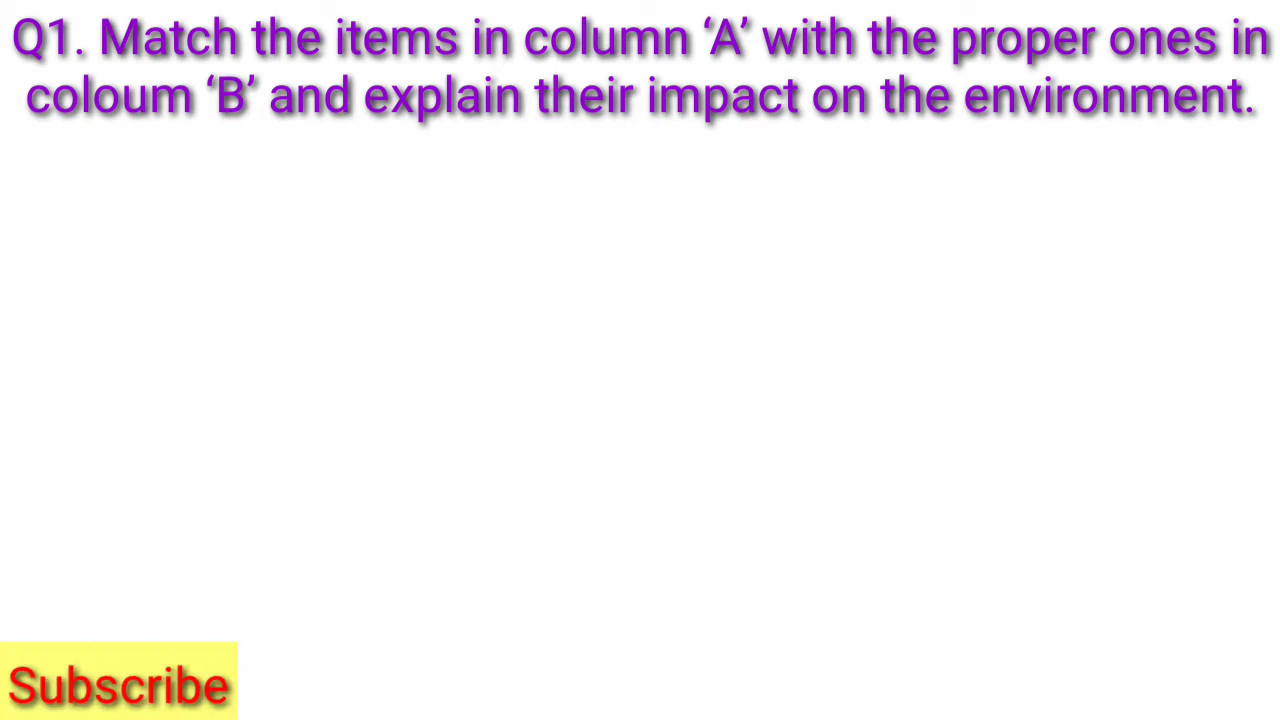 Q1. Match the items in column ‘A’ with the proper ones in
coloum ‘B’ and explain their impact on the environment.
Subscribe